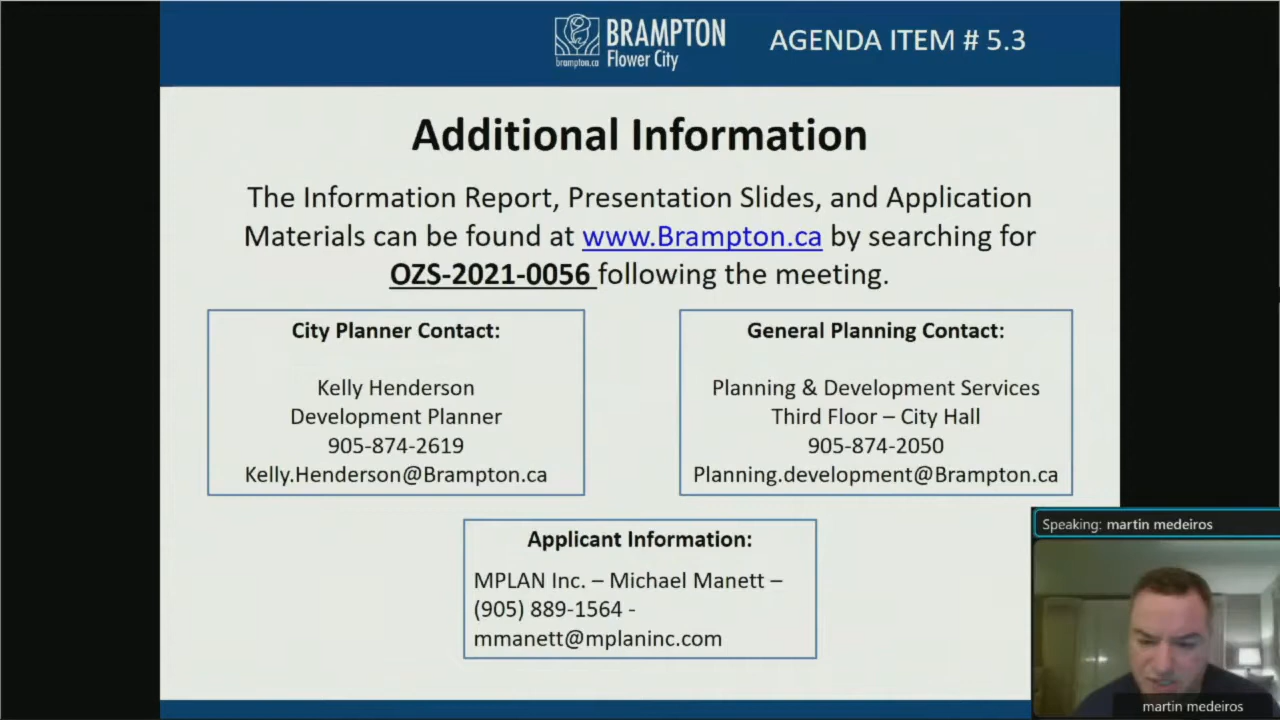 BRAMPTON
brampton.ca
Flower City
AGENDA ITEM # 5.3
Additional Information
The Information Report, Presentation Slides, and Application
Materials can be found at www.Brampton.ca by searching for
OZS-2021-0056 following the meeting.
City Planner Contact:
Kelly Henderson
Development Planner
905-874-2619
Kelly.Henderson@Brampton.ca
General Planning Contact:
Planning & Development Services
Third Floor – City Hall
905-874-2050
Planning.development@Brampton.ca
Applicant Information:
MPLAN Inc. – Michael Manett –
(905) 889-1564 -
mmanett@mplaninc.com
Speaking: martin medeiros
martin medeiros